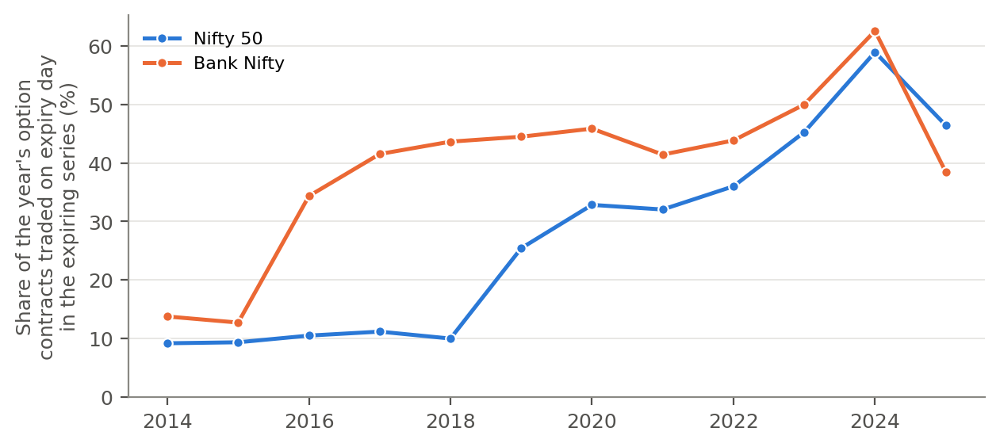 Share of the year's option
contracts traded on expiry day
in the expiring series (%)
60
50
40
30
20
10
0
Nifty 50
Bank Nifty
2014
2016
2018
2020
2022
2024